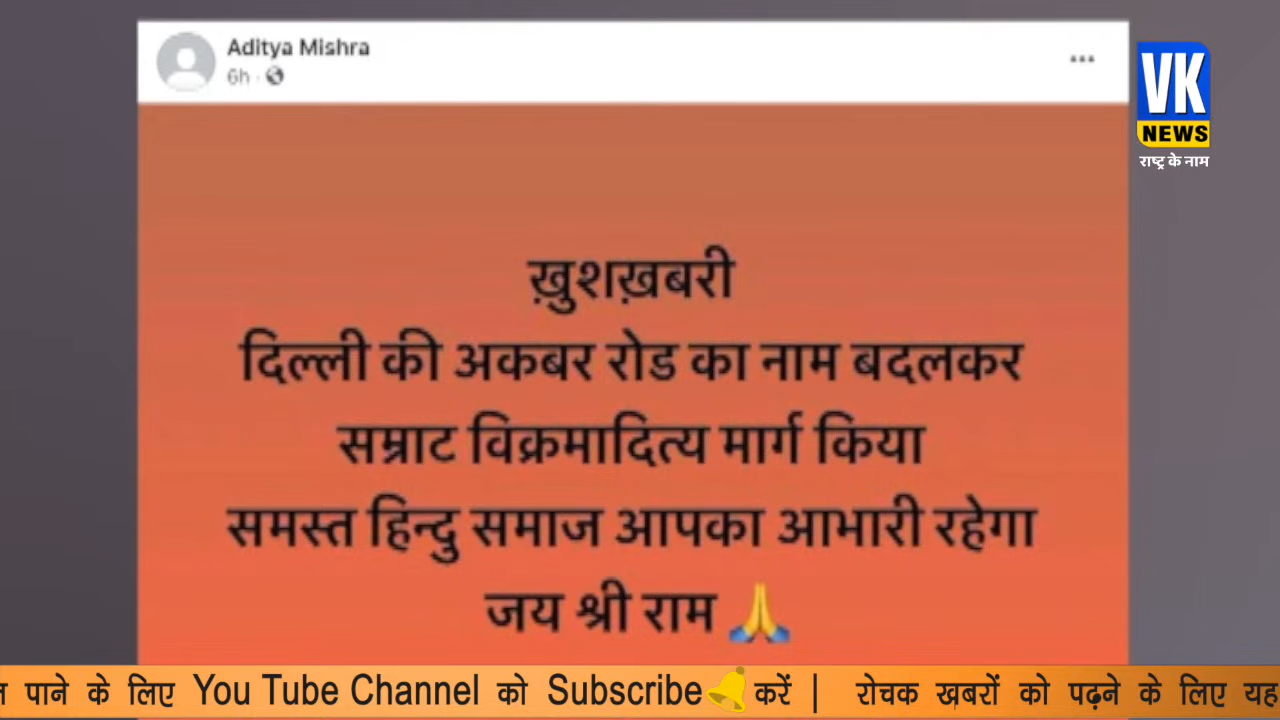 Aditya Mishra
6h ·
VK
NEWS
राष्ट्र के नाम
ख़ुशख़बरी
दिल्ली की अकबर रोड का नाम बदलकर
सम्राट विक्रमादित्य मार्ग किया
समस्त हिन्दु समाज आपका आभारी रहेगा
जय श्री राम 🙏
पाने के लिए You Tube Channel को Subscribe🔔करें | रोचक ख़बरों को पढ़ने के लिए यह